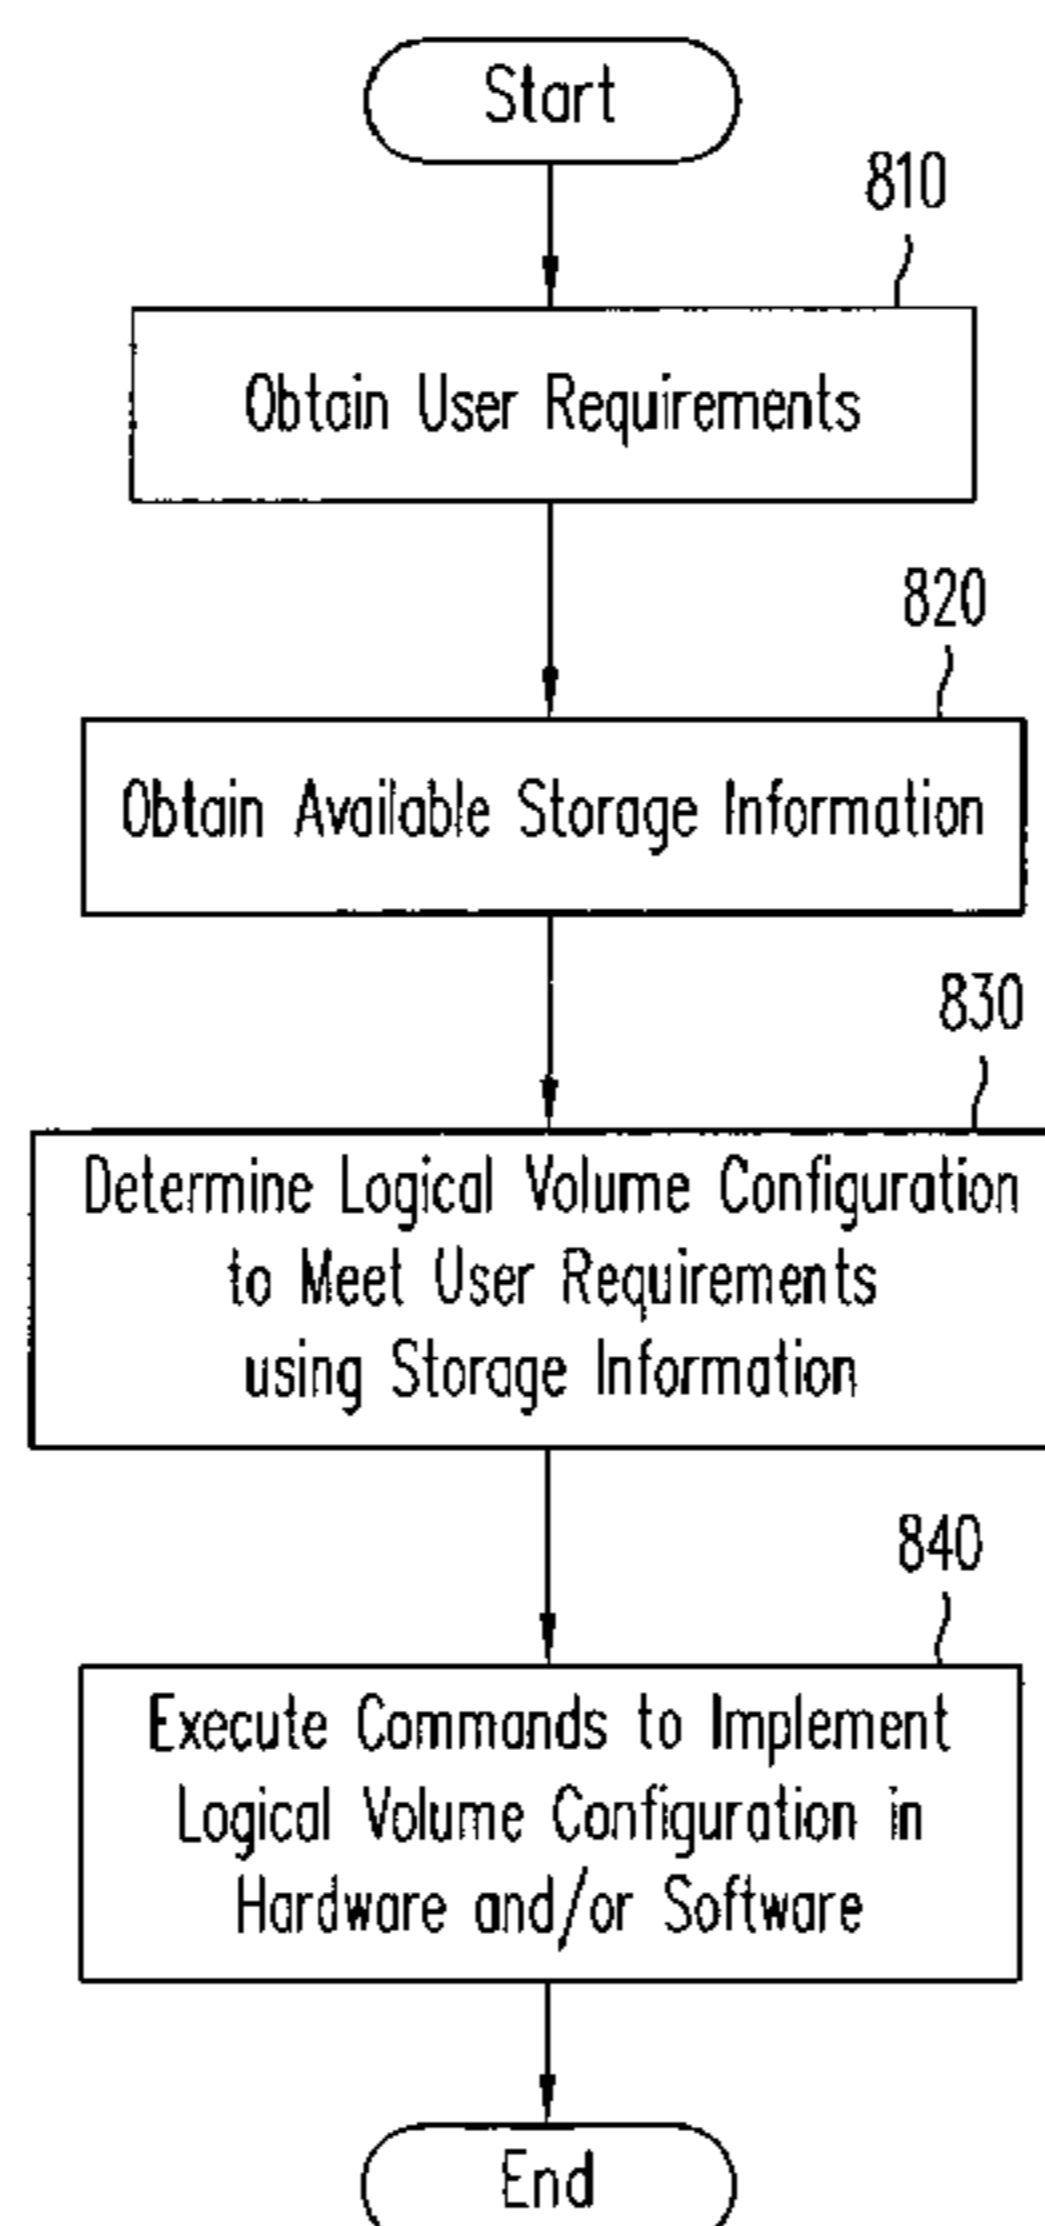 Start
810
Obtain User Requirements
820
Obtain Available Storage Information
830
Determine Logical Volume Configuration
to Meet User Requirements
using Storage Information
840
Execute Commands to Implement
Logical Volume Configuration in
Hardware and/or Software
End